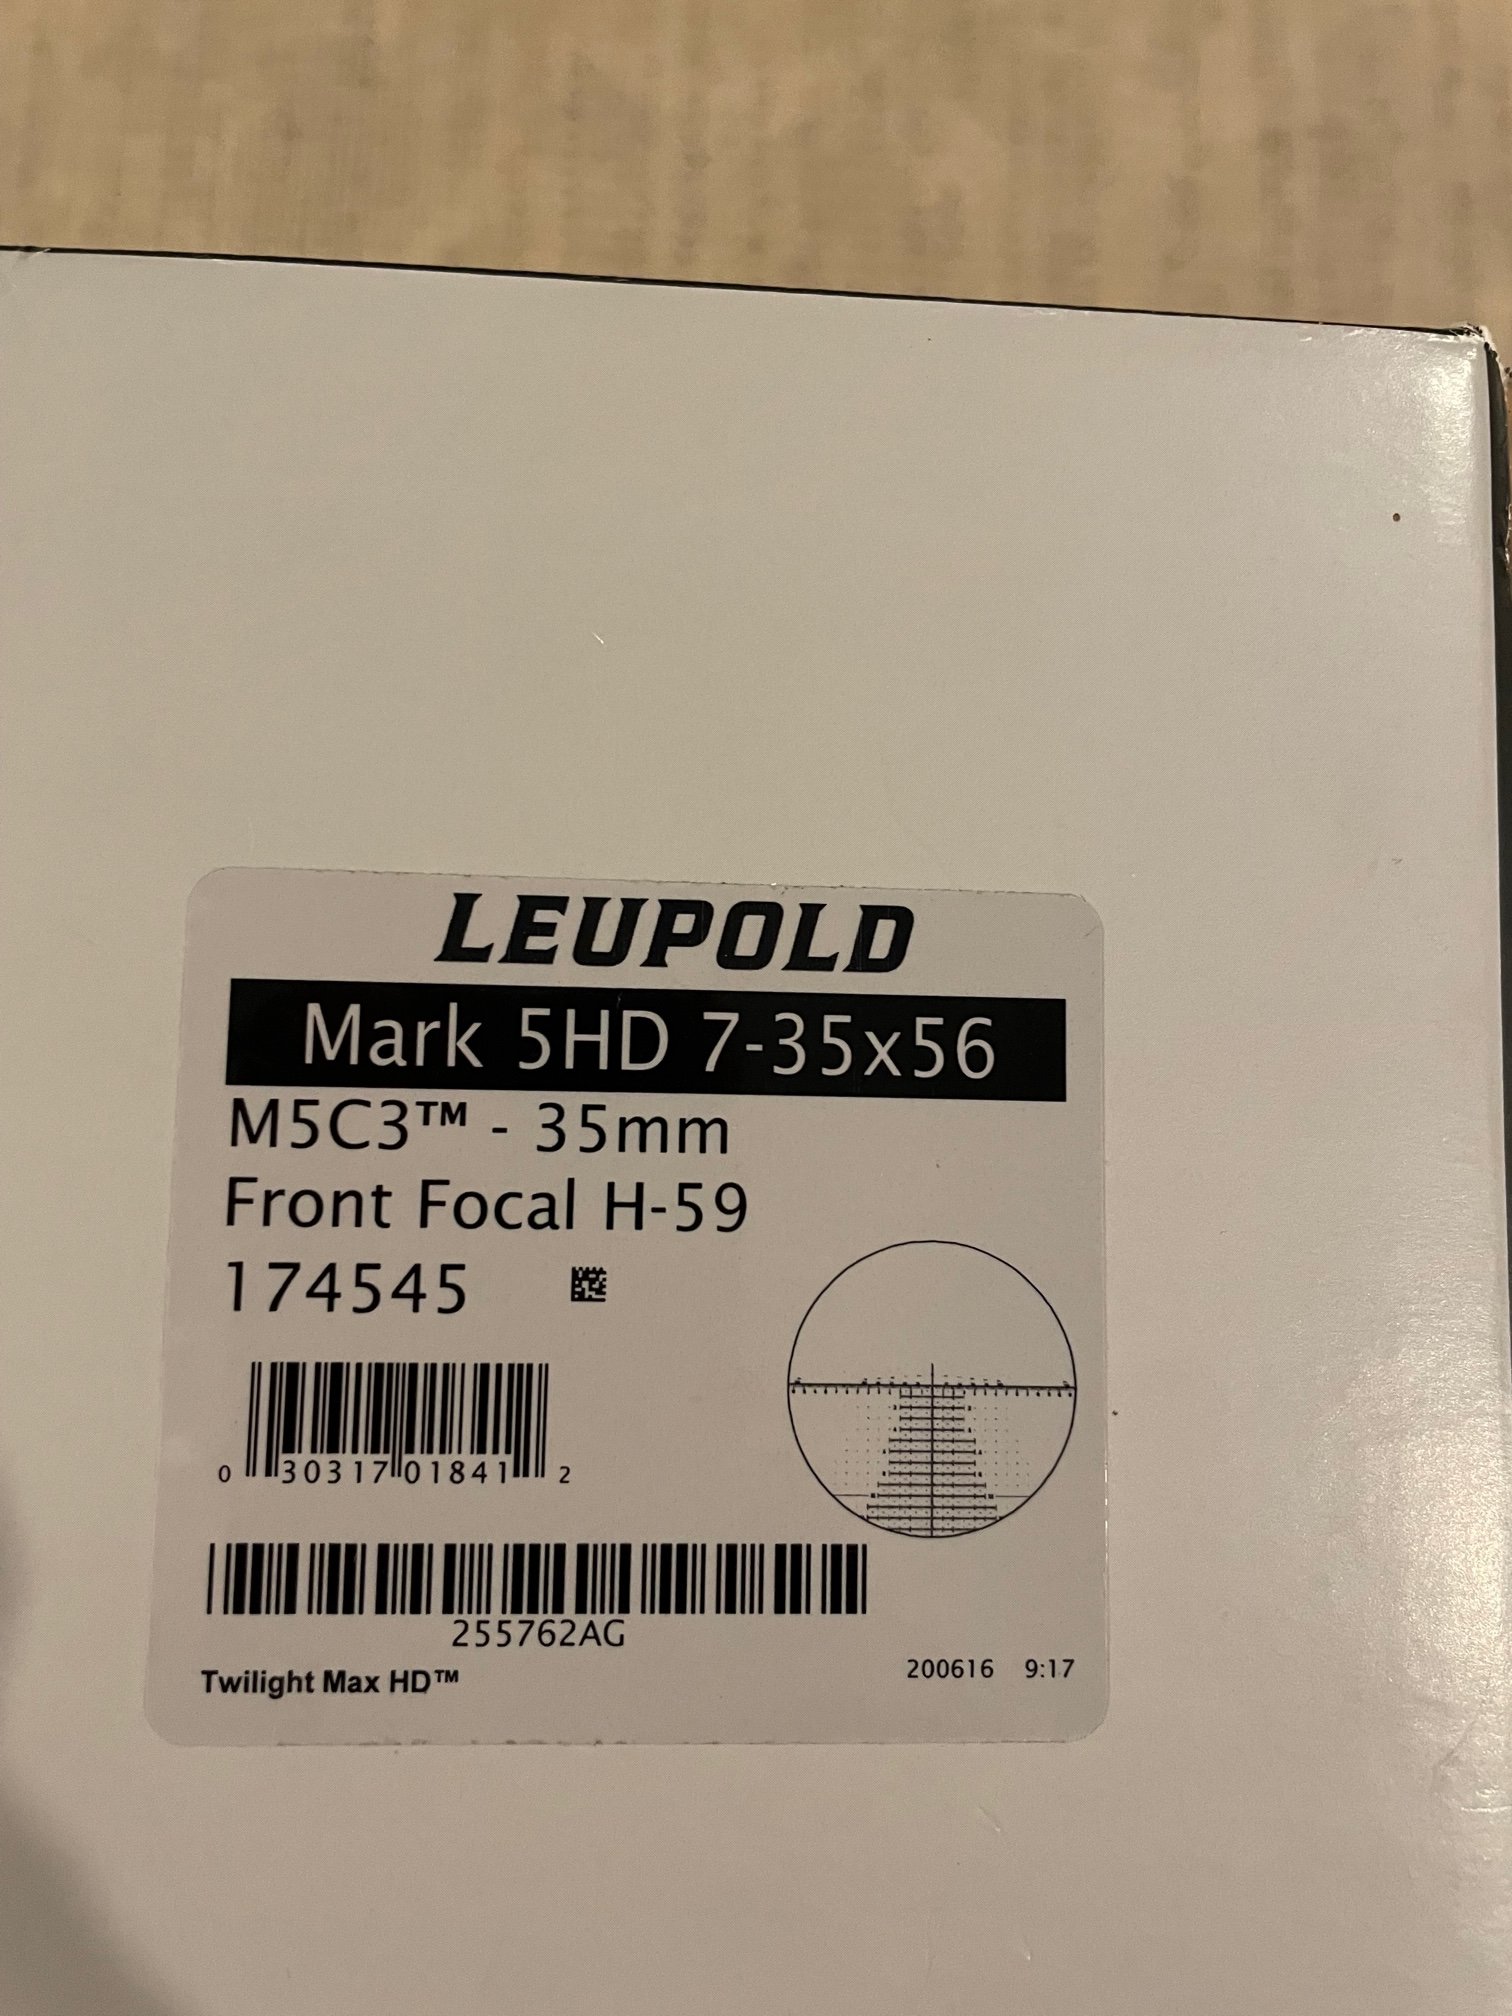 LEUPOLD
Mark 5HD 7-35x56
M5C3™ - 35mm
Front Focal H-59
174545
0 30317 01841 2
255762AG
Twilight Max HD™
200616 9:17